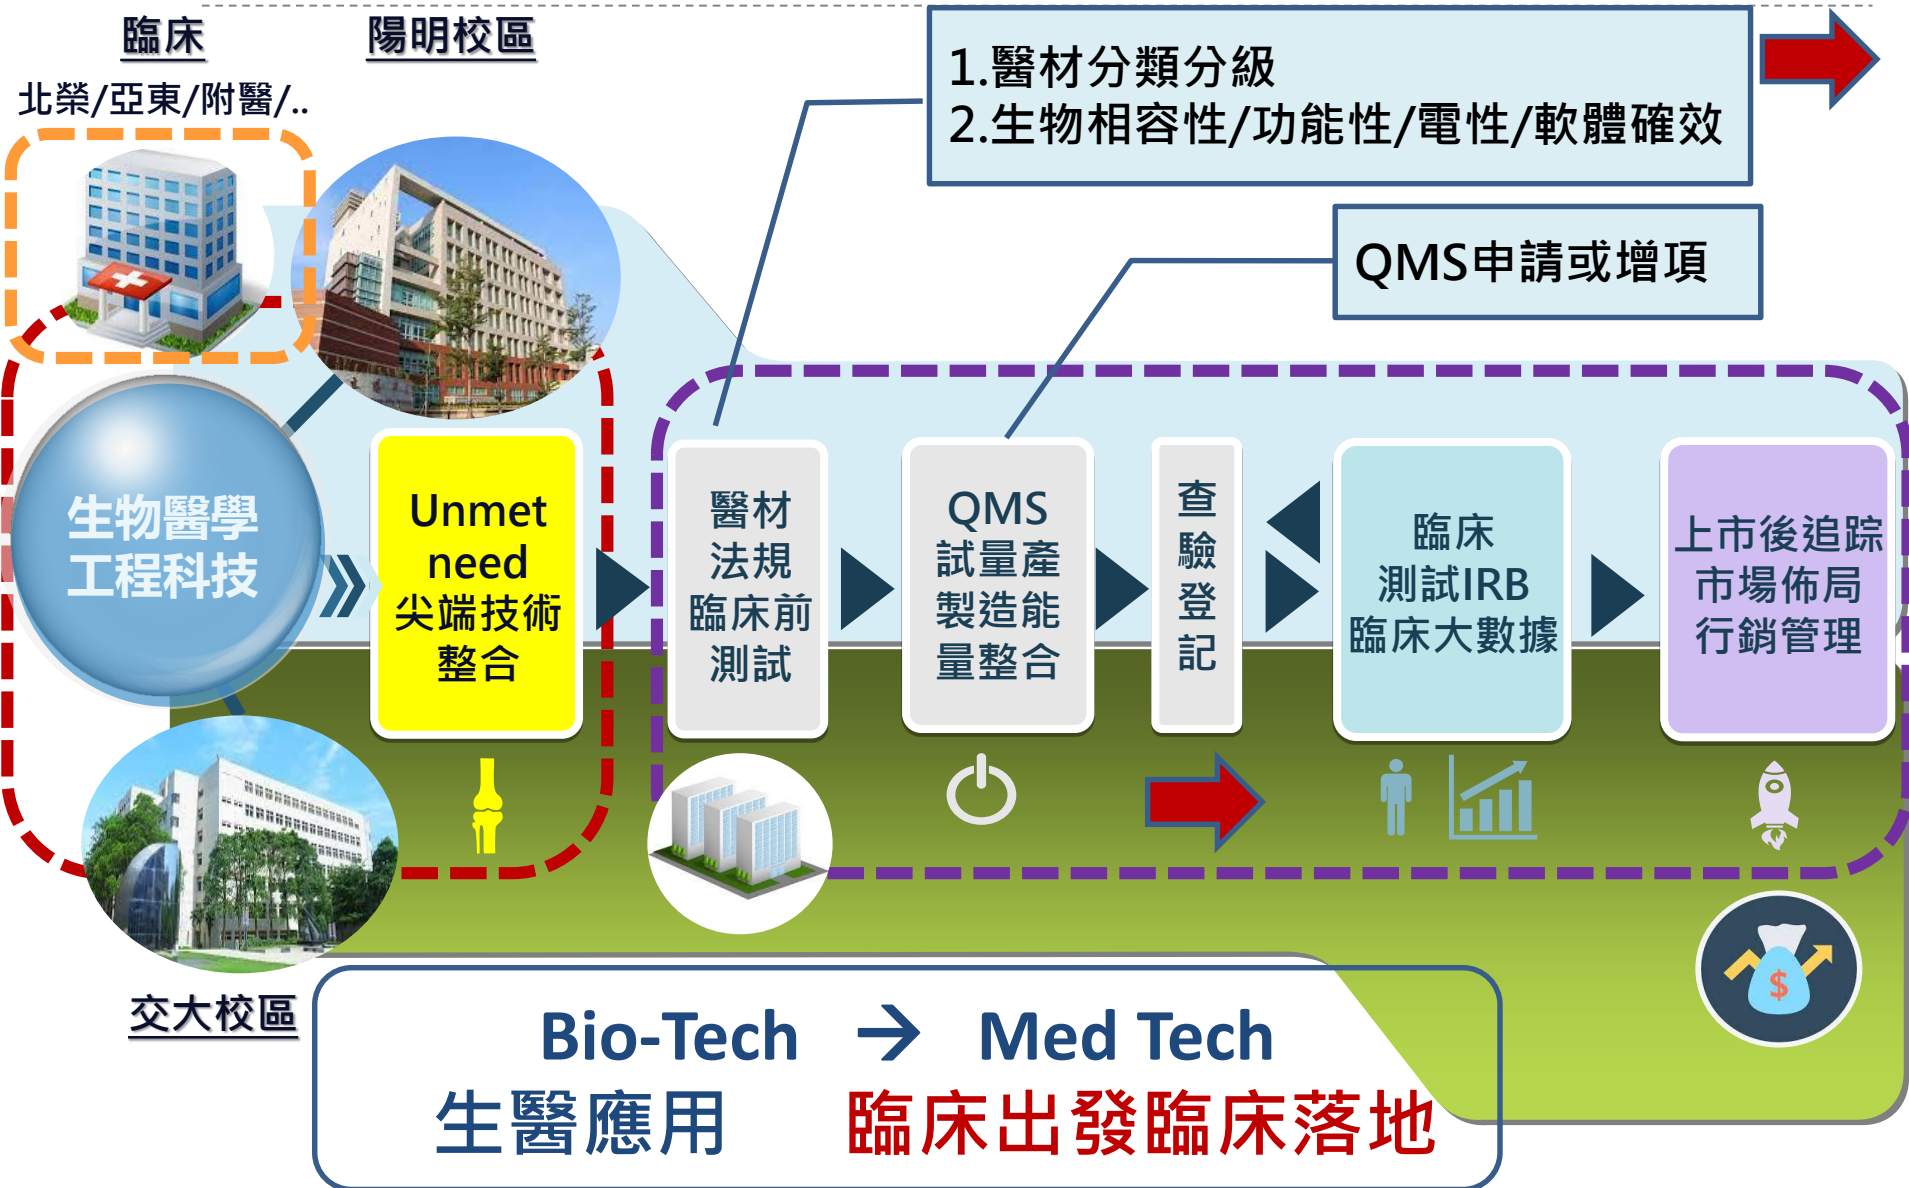 臨床
北榮/亞東/附醫/..
陽明校區
1.醫材分類分級
2.生物相容性/功能性/電性/軟體確效
QMS申請或增項
生物醫學
工程科技
Unmet
need
尖端技術
整合
醫材
法規
臨床前
測試
QMS
試量產
製造能
量整合
查
驗
登
記
臨床
測試IRB
臨床大數據
上市後追踪
市場佈局
行銷管理
$
交大校區
Bio-Tech → Med Tech
生醫應用 臨床出發臨床落地